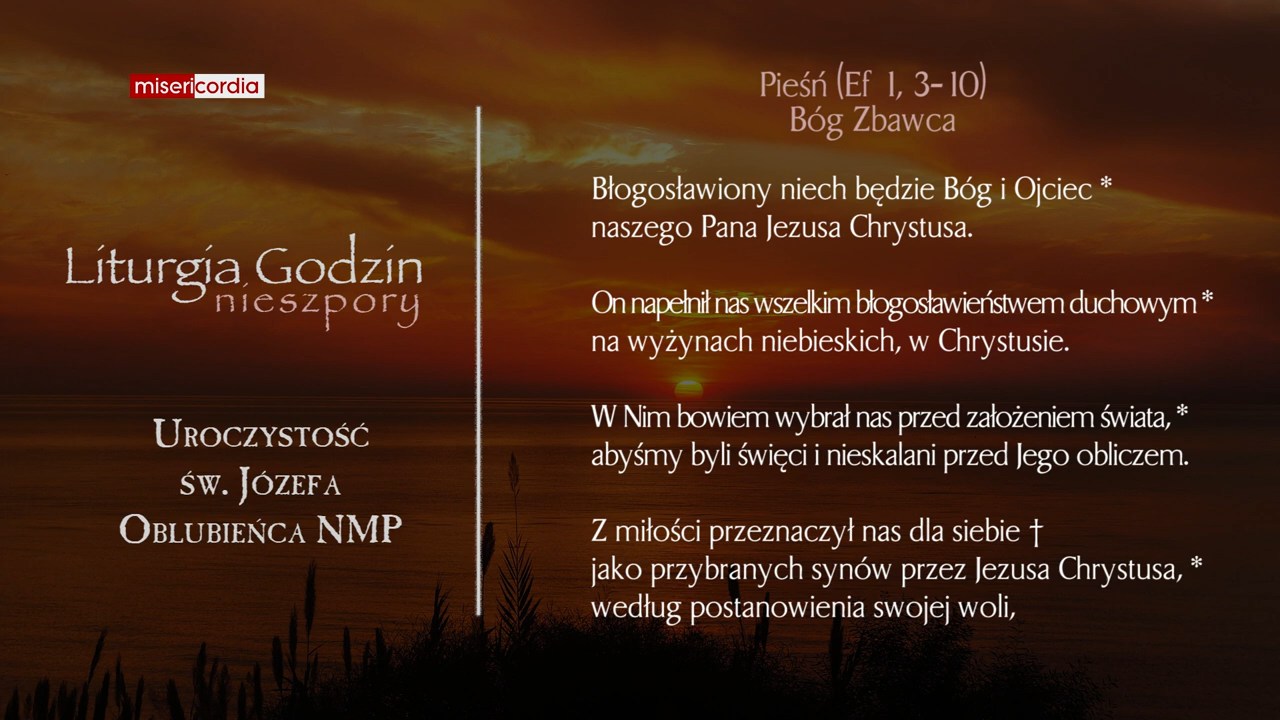 misericordia
Liturgia Godzin
nieszpory
Uroczystość
św. Józefa
Oblubieńca NMP
Pieśń (Ef 1, 3-10)
Bóg Zbawca
Błogosławiony niech będzie Bóg i Ojciec *
naszego Pana Jezusa Chrystusa.
On napełnił nas wszelkim błogosławieństwem duchowym *
na wyżynach niebieskich, w Chrystusie.
W Nim bowiem wybrał nas przed założeniem świata, *
abyśmy byli święci i nieskalani przed Jego obliczem.
Z miłości przeznaczył nas dla siebie †
jako przybranych synów przez Jezusa Chrystusa, *
według postanowienia swojej woli,